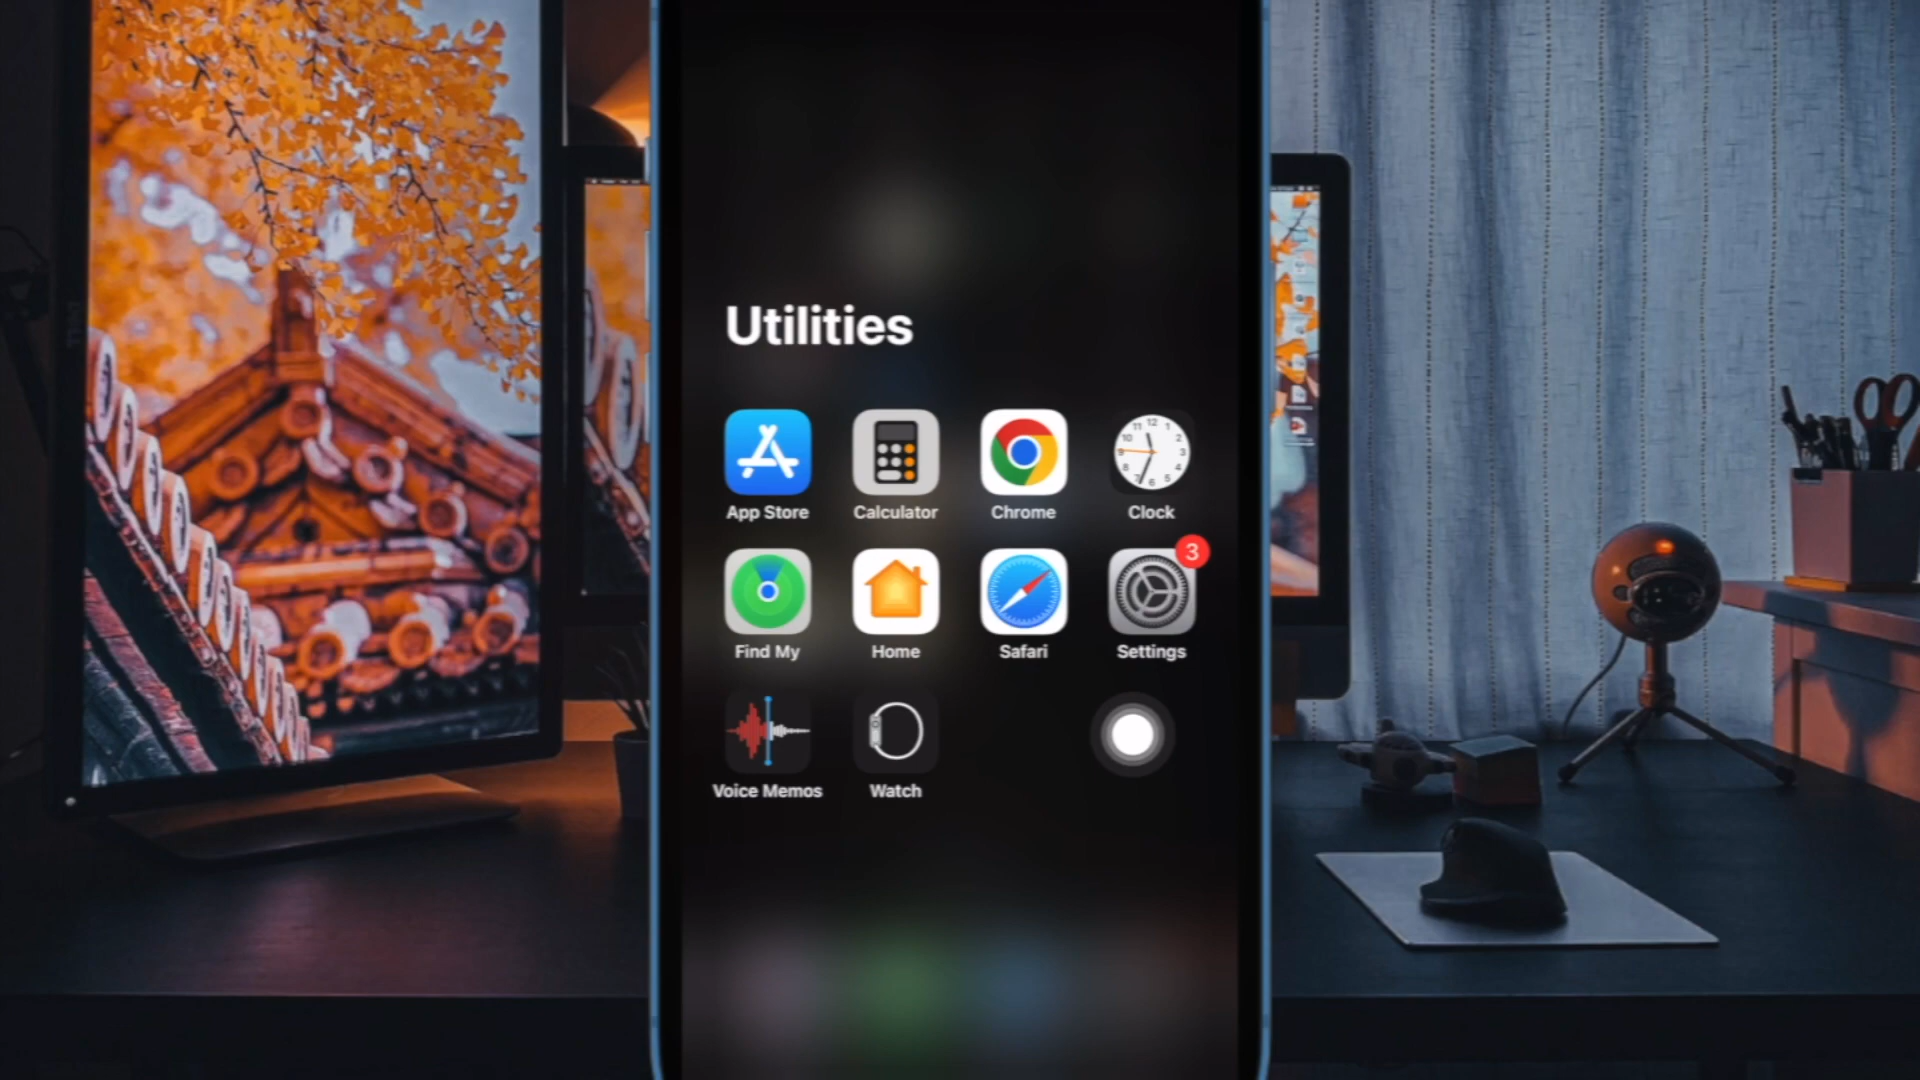 Utilities
App Store
Calculator
Chrome
Clock
3
Find My
Home
Safari
Settings
Voice Memos
Watch